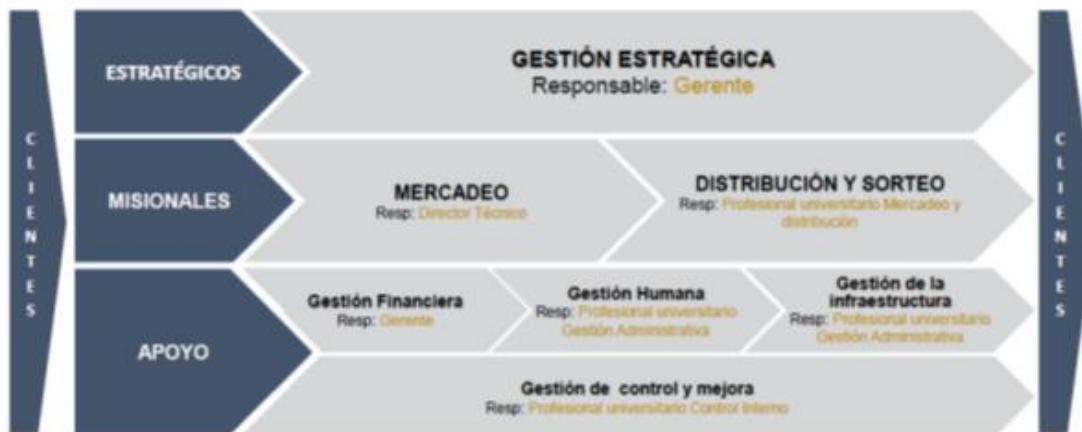 CLIENTES
ESTRATÉGICOS
GESTIÓN ESTRATÉGICA
Responsable: Gerente
MISIONALES
MERCADEO
Resp: Director Técnico
DISTRIBUCIÓN Y SORTEO
Resp: Profesional universitario Mercadeo y
distribución
APOYO
Gestión Financiera
Resp: Gerente
Gestión Humana
Resp: Profesional universitario
Gestión Administrativa
Gestión de la
infraestructura
Resp: Profesional universitario
Gestión Administrativa
Gestión de control y mejora
Resp: Profesional universitario Control Interno
CLIENTES